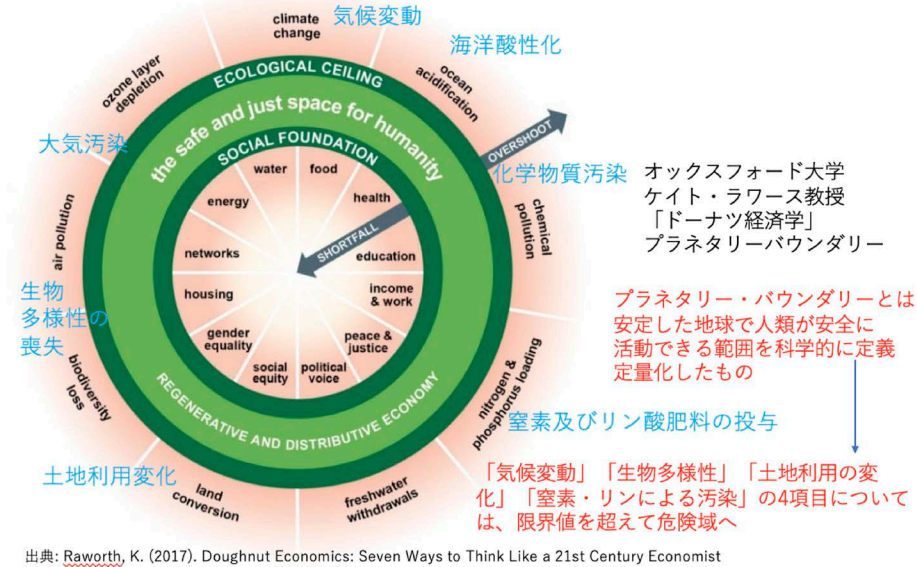 climate
change
気候変動
海洋酸性化
ocean
acidification
ozone layer
depletion
ECOLOGICAL CEILING
the safe and just space for humanity
SOCIAL FOUNDATION
OVERSHOOT
大気汚染
化学物質汚染
water
food
energy
health
SHORTFALL
networks
education
housing
income
& work
gender
equality
peace &
justice
social
equity
political
voice
air pollution
chemical
pollution
生物
多様性の
喪失
biodiversity
loss
REGENERATIVE AND DISTRIBUTIVE ECONOMY
nitrogen &
phosphorus loading
窒素及びリン酸肥料の投与
土地利用変化
land
conversion
freshwater
withdrawals
オックスフォード大学
ケイト・ラワース教授
「ドーナツ経済学」
プラネタリーバウンダリー
プラネタリー・バウンダリーとは
安定した地球で人類が安全に
活動できる範囲を科学的に定義
定量化したもの
「気候変動」「生物多様性」「土地利用の変
化」「窒素・リンによる汚染」の4項目について
は、限界値を超えて危険域へ
出典: Raworth, K. (2017). Doughnut Economics: Seven Ways to Think Like a 21st Century Economist